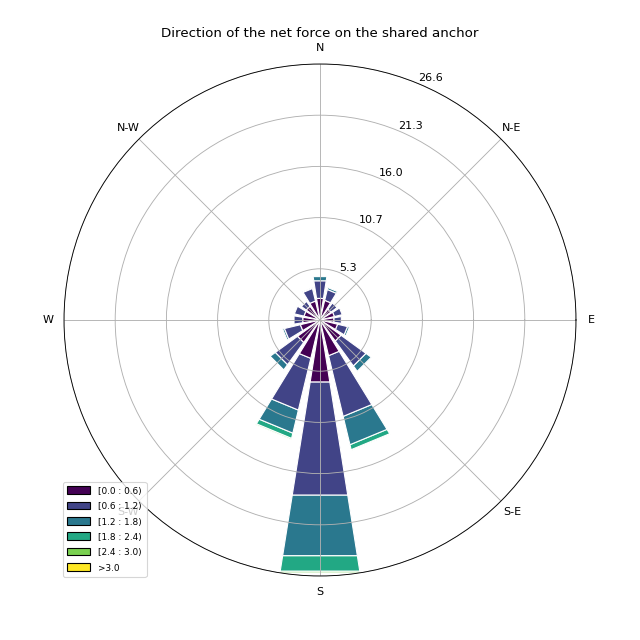 Direction of the net force on the shared anchor
N
N-W
N-E
26.6
21.3
16.0
10.7
5.3
W
E
S-W
S-E
S
[0.0 : 0.6)
[0.6 : 1.2)
[1.2 : 1.8)
[1.8 : 2.4)
[2.4 : 3.0)
>3.0